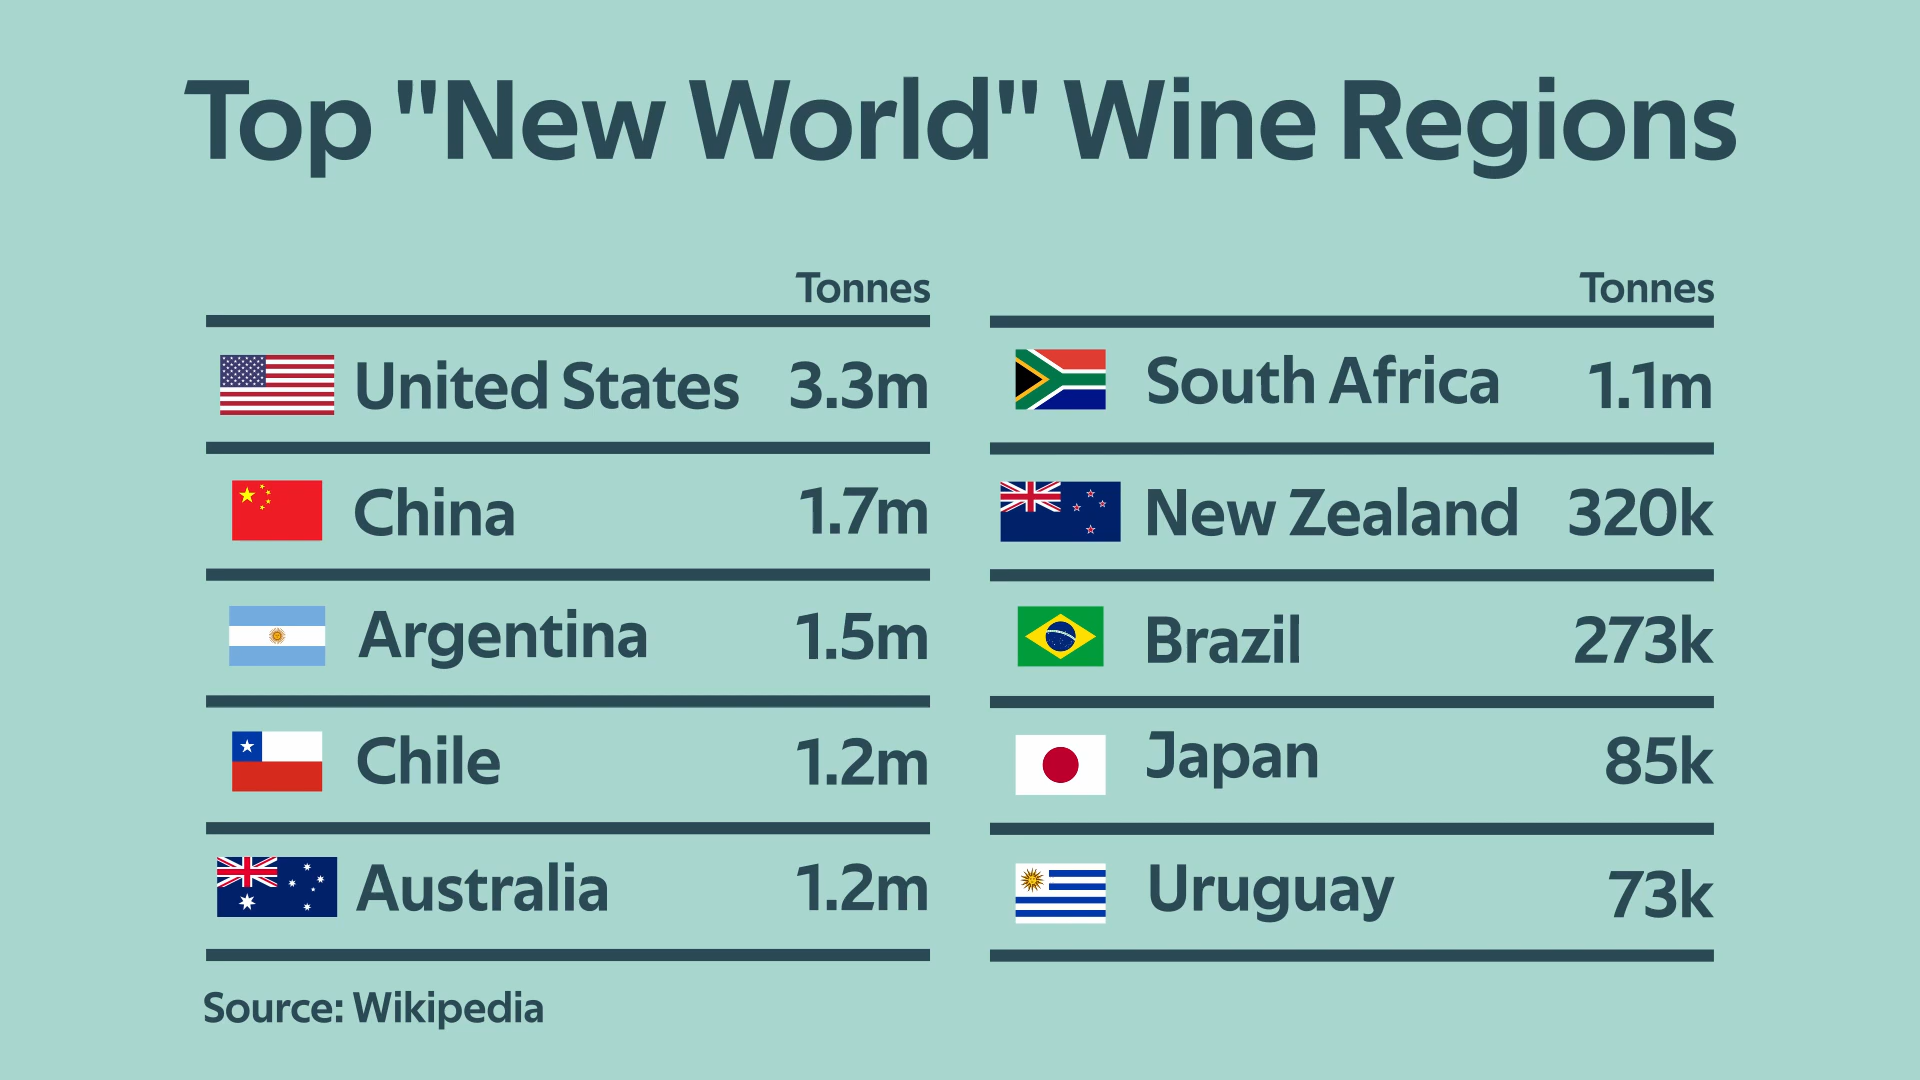 Top "New World" Wine Regions
Tonnes
United States 3.3m
China 1.7m
Argentina 1.5m
Chile 1.2m
Australia 1.2m
Tonnes
South Africa 1.1m
New Zealand 320k
Brazil 273k
Japan 85k
Uruguay 73k
Source: Wikipedia